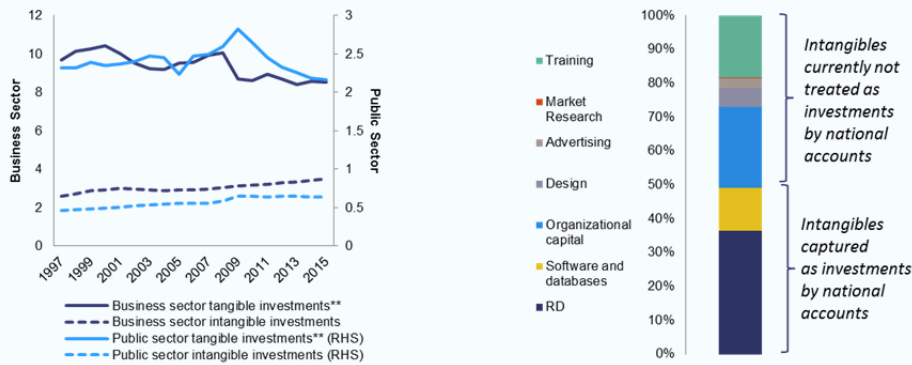 12
10
8
6
4
2
0
Business Sector
3
2.5
2
1.5
1
0.5
0
Public Sector
1997
1999
2001
2003
2005
2007
2009
2011
2013
2015
Business sector tangible investments**
Business sector intangible investments
Public sector tangible investments** (RHS)
Public sector intangible investments (RHS)
Training
Market
Research
Advertising
Design
Organizational
capital
Software and
databases
RD
100%
90%
80%
70%
60%
50%
40%
30%
20%
10%
0%
Intangibles
currently not
treated as
investments
by national
accounts
Intangibles
captured
as investments
by national
accounts